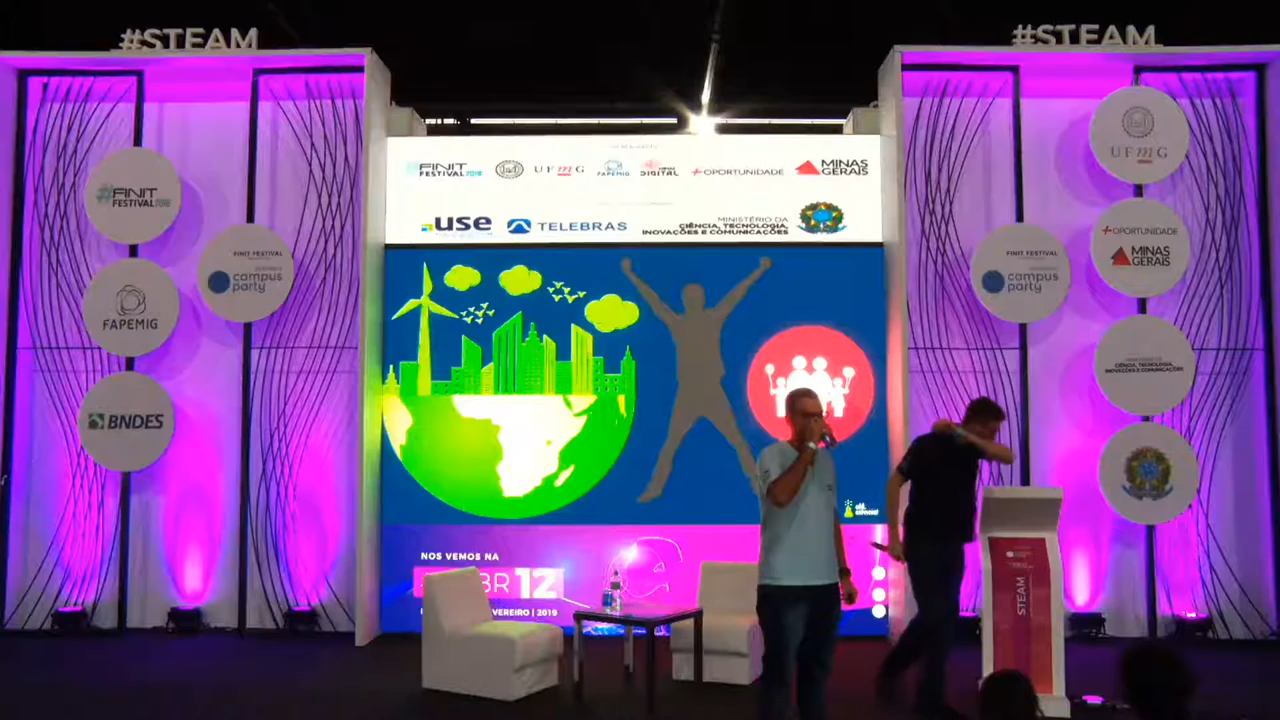 #STEAM
#STEAM
#FINIT
FESTIVAL 2018
UFMG
FAPEMIG
DIGITAL
+OPORTUNIDADE
MINAS
GERAIS
use
TELEBRAS
MINISTÉRIO DA
CIÊNCIA, TECNOLOGIA,
INOVAÇÕES E COMUNICAÇÕES
#FINIT
FESTIVAL 2018
FINIT FESTIVAL
campus
party
FAPEMIG
BNDES
UFMG
+OPORTUNIDADE
MINAS
GERAIS
FINIT FESTIVAL
campus
party
CIÊNCIA, TECNOLOGIA,
INOVAÇÕES E COMUNICAÇÕES
NOS VEMOS NA
BR 12
VEREIRO | 2019
STEAM